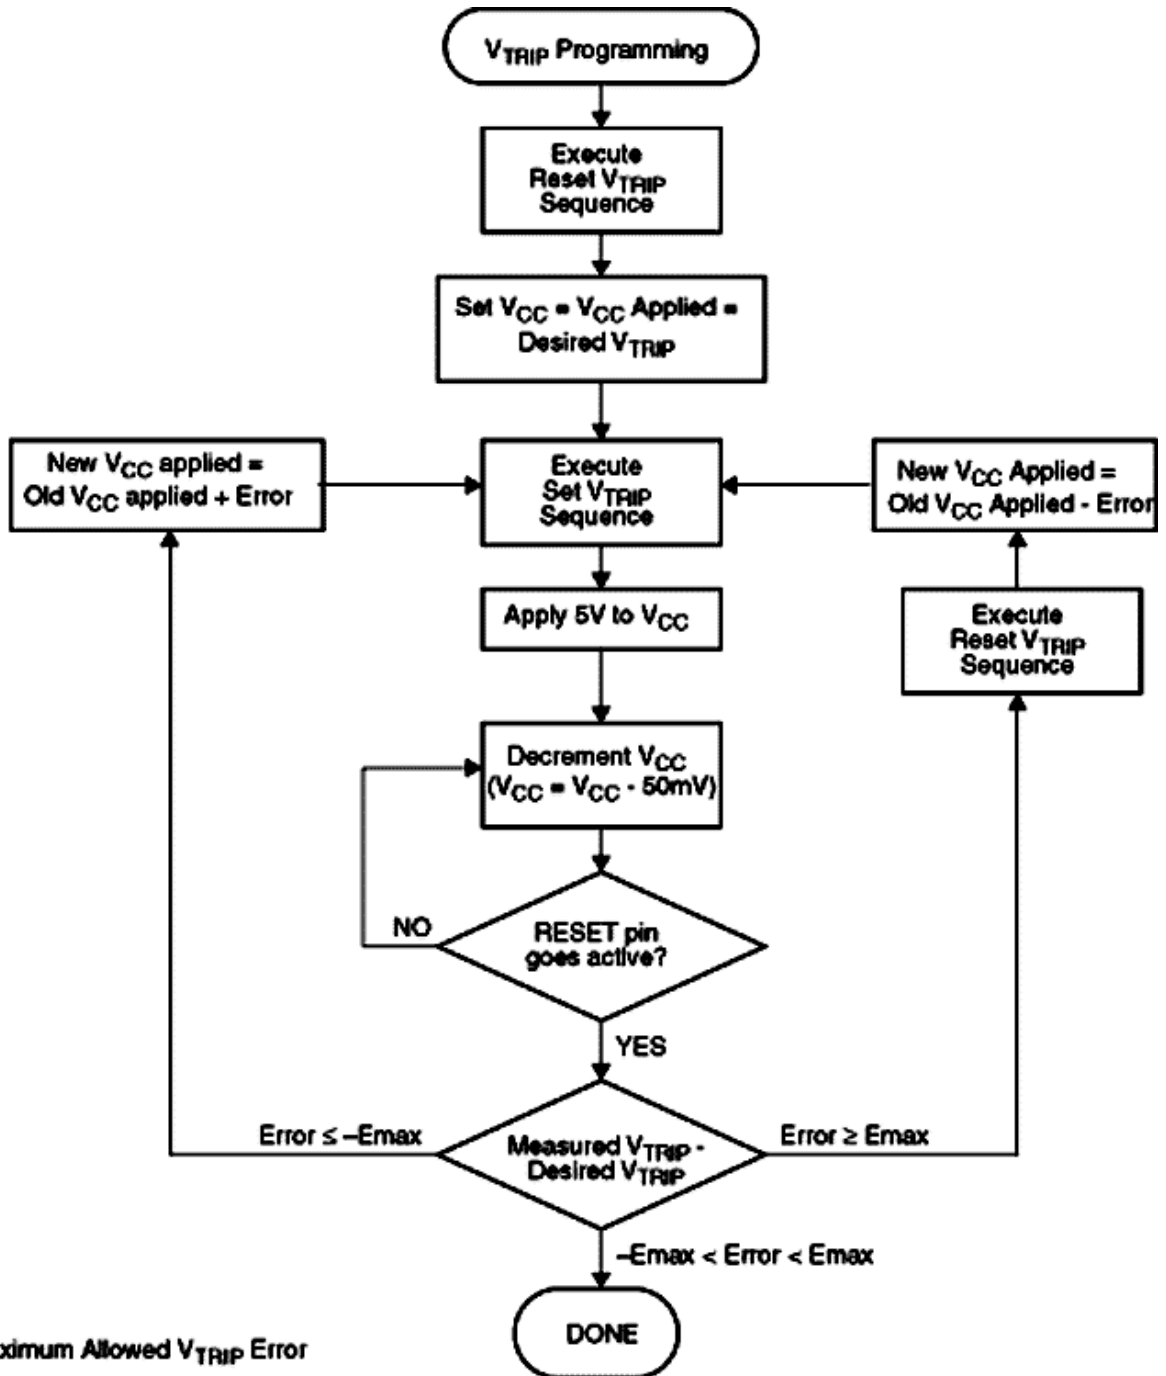 VTRIP Programming
Execute
Reset VTRIP
Sequence
Set VCC = VCC Applied =
Desired VTRIP
New VCC applied =
Old VCC applied + Error
Execute
Set VTRIP
Sequence
New VCC Applied =
Old VCC Applied - Error
Apply 5V to VCC
Execute
Reset VTRIP
Sequence
Decrement VCC
(VCC = VCC - 50mV)
NO
RESET pin
goes active?
YES
Error ≤ –Emax
Measured VTRIP -
Desired VTRIP
Error ≥ Emax
–Emax < Error < Emax
DONE
ximum Allowed VTRIP Error